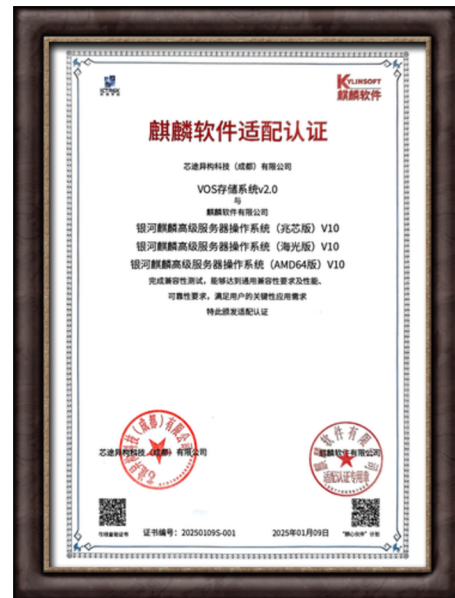 KYLINSOFT
麒麟软件
麒麟软件适配认证
芯途异构科技（成都）有限公司
VOS存储系统v2.0
与
麒麟软件有限公司
银河麒麟高级服务器操作系统（兆芯版）V10
银河麒麟高级服务器操作系统（海光版）V10
银河麒麟高级服务器操作系统（AMD64版）V10
完成兼容性测试，能够达到通用兼容性要求及性能、
可靠性要求，满足用户的关键性应用需求
特此颁发适配认证
芯途异构科技（成都）有限公司
麒麟软件有限公司
适配认证专用章
证书编号：20250109S-001
2025年01月09日